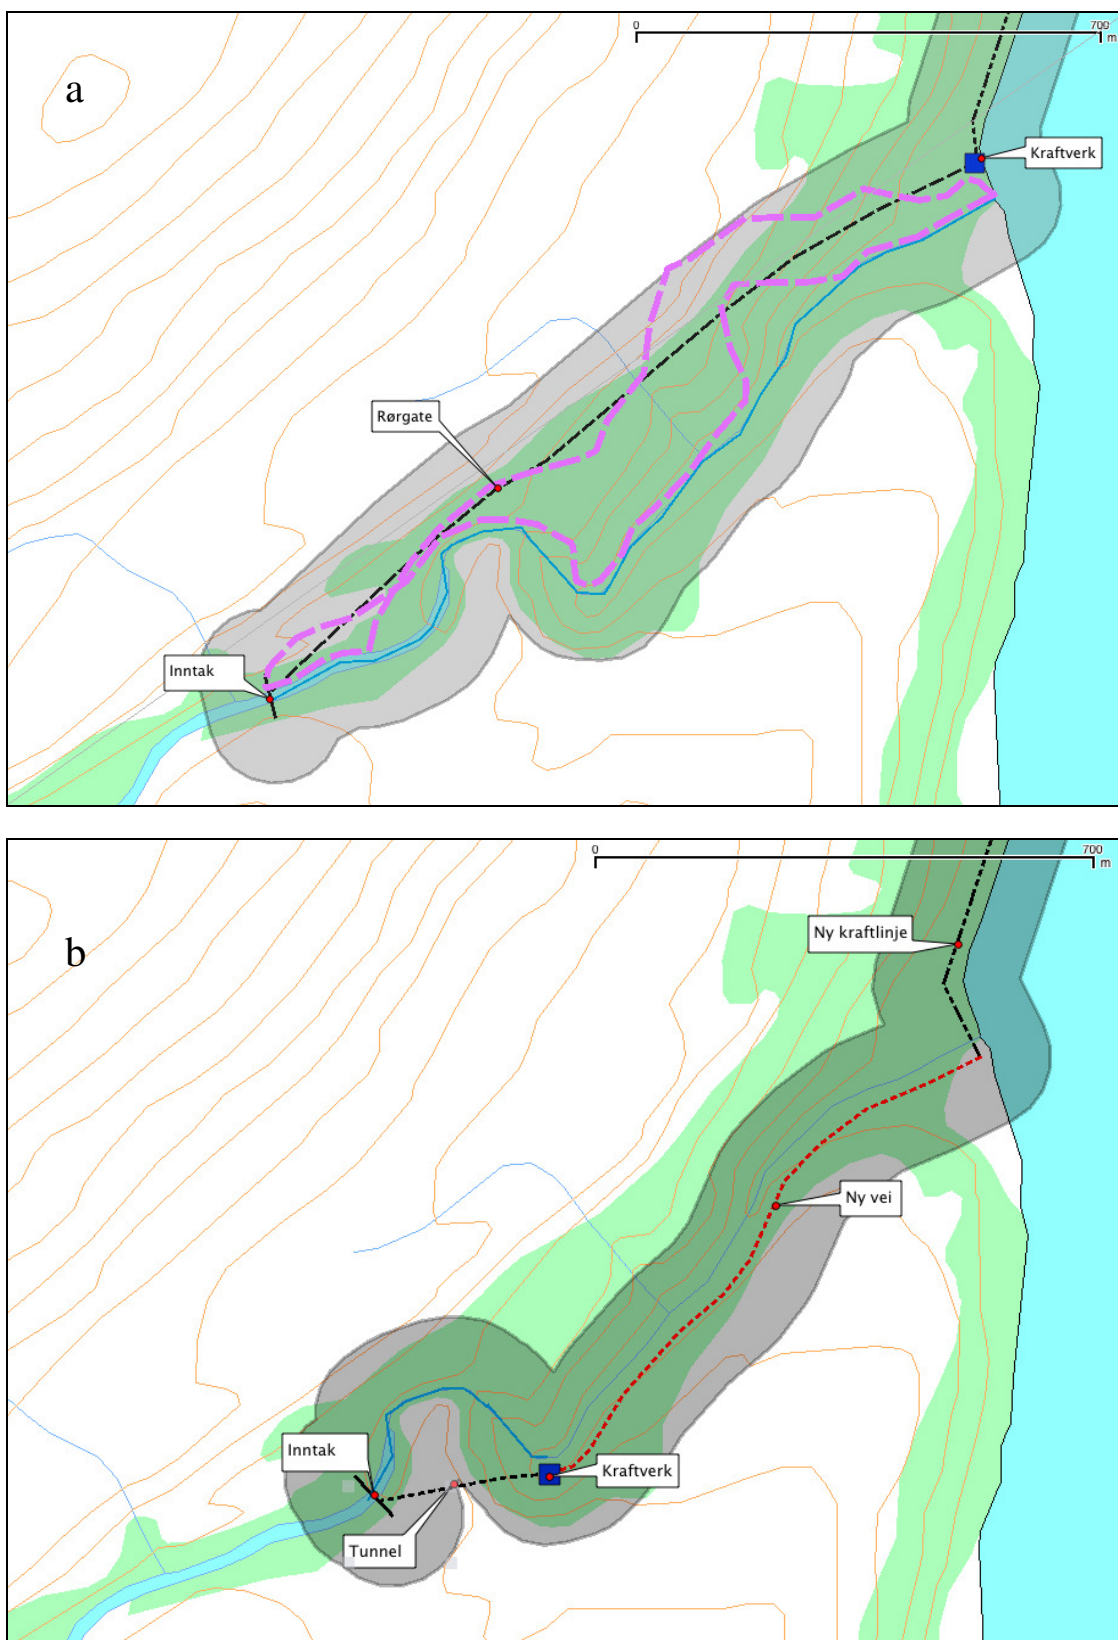 a
0 700
m
Kraftverk
Rørgate
Inntak
b
0 700
m
Ny kraftlinje
Ny vei
Inntak
Kraftverk
Tunnel